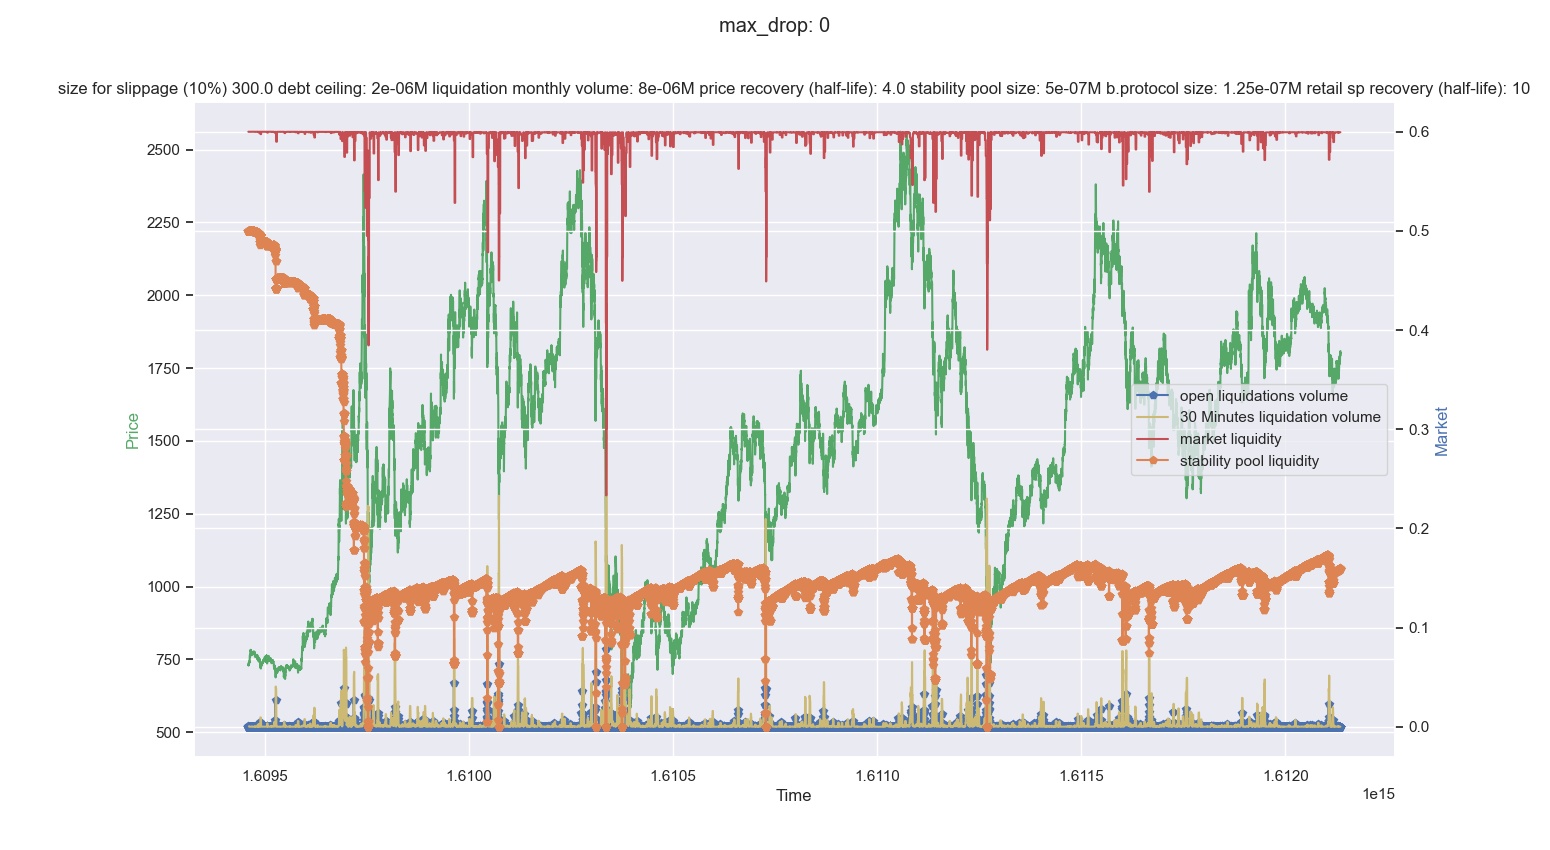 max_drop: 0
size for slippage (10%) 300.0 debt ceiling: 2e-06M liquidation monthly volume: 8e-06M price recovery (half-life): 4.0 stability pool size: 5e-07M b.protocol size: 1.25e-07M retail sp recovery (half-life): 10
2500
2250
2000
1750
1500
1250
1000
750
500
Price
0.6
0.5
0.4
0.3
0.2
0.1
0.0
Market
open liquidations volume
30 Minutes liquidation volume
market liquidity
stability pool liquidity
1.6095 1.6100 1.6105 1.6110 1.6115 1.6120
Time
1e15